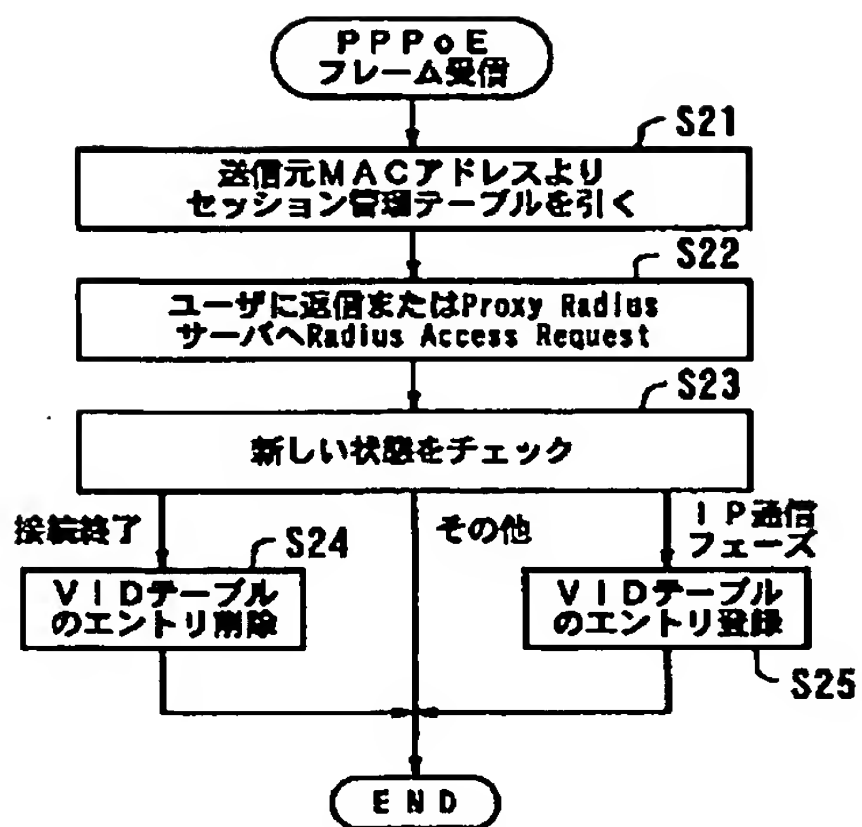 PPPoE
フレーム受信
S21
送信元MACアドレスより
セッション管理テーブルを引く
S22
ユーザに返信またはProxy Radius
サーバへRadius Access Request
S23
新しい状態をチェック
接続終了
その他
IP通信
フェーズ
S24
VIDテーブル
のエントリ削除
VIDテーブル
のエントリ登録
S25
END